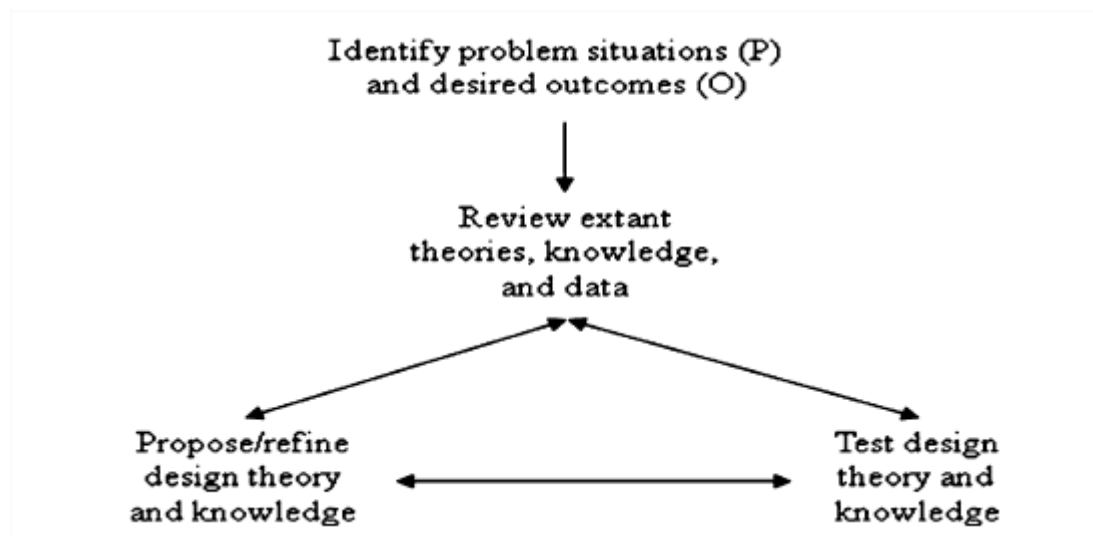 Identify problem situations (P)
and desired outcomes (O)
Review extant
theories, knowledge,
and data
Propose/refine
design theory
and knowledge
Test design
theory and
knowledge